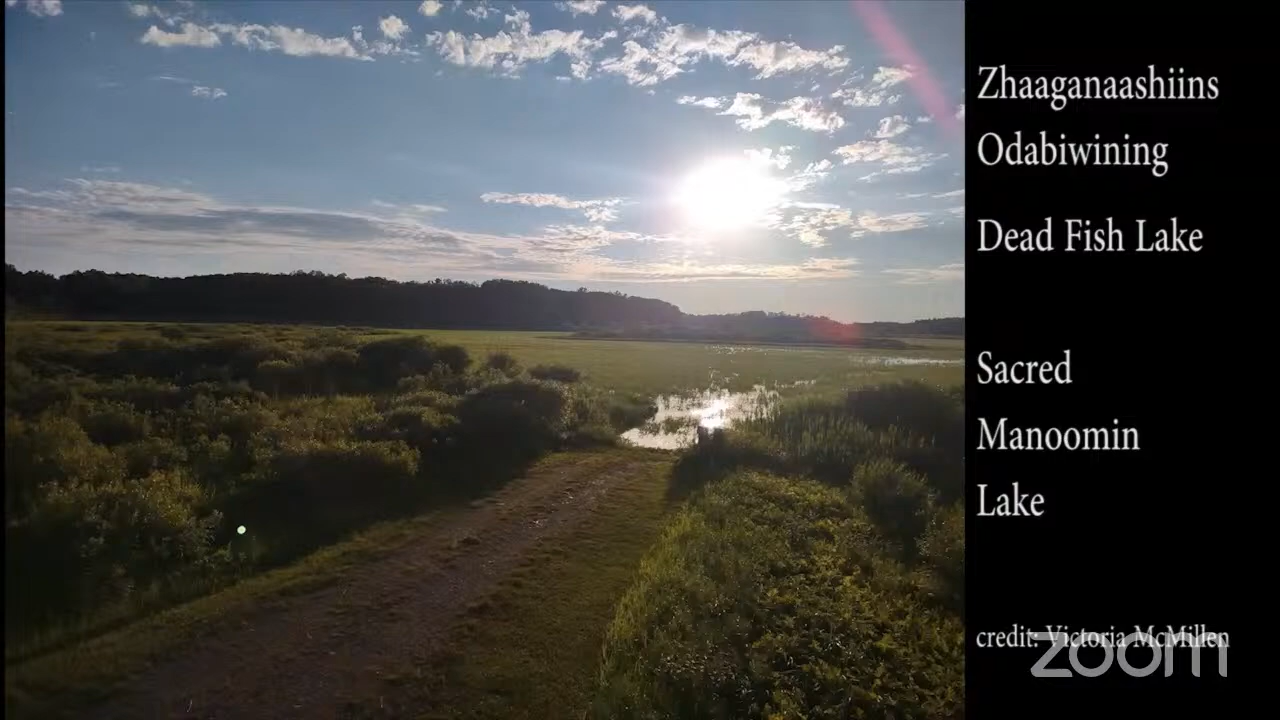 Zhaaganaashiins
Odabiwining
Dead Fish Lake
Sacred
Manoomin
Lake
credit: Victoria McMillen
zoom